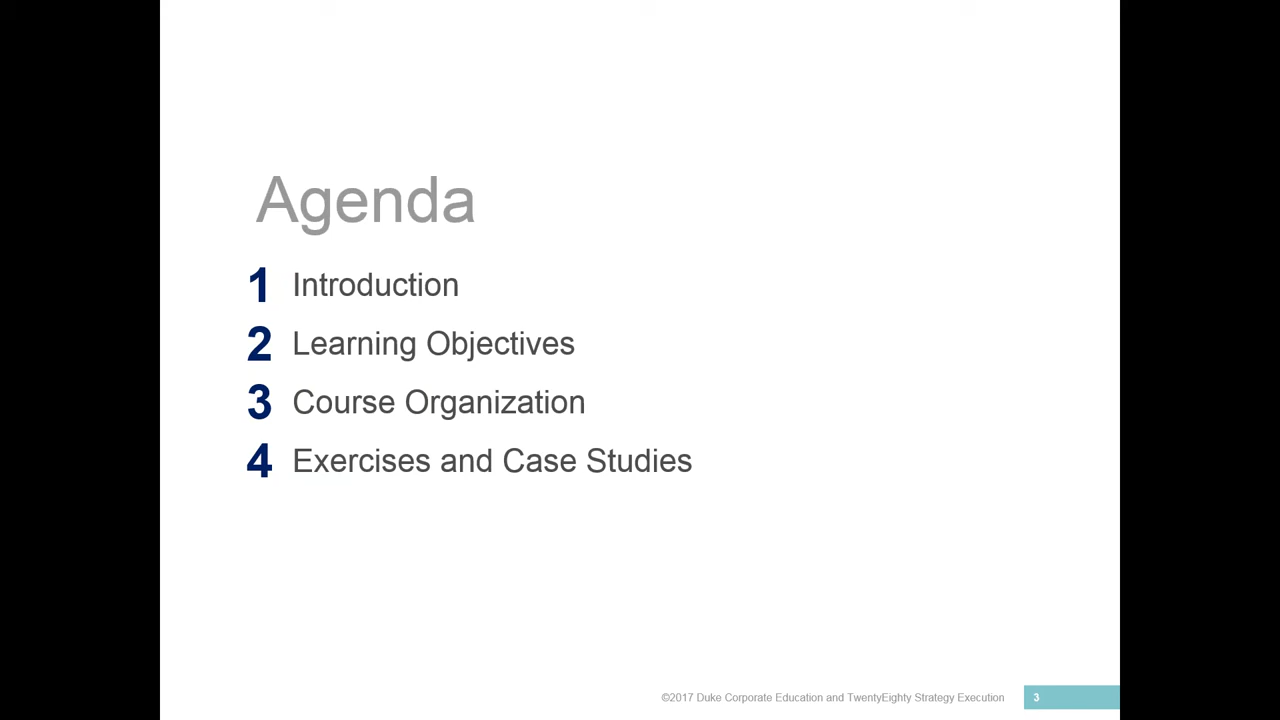 Agenda
1 Introduction
2 Learning Objectives
3 Course Organization
4 Exercises and Case Studies
©2017 Duke Corporate Education and TwentyEighty Strategy Execution 3